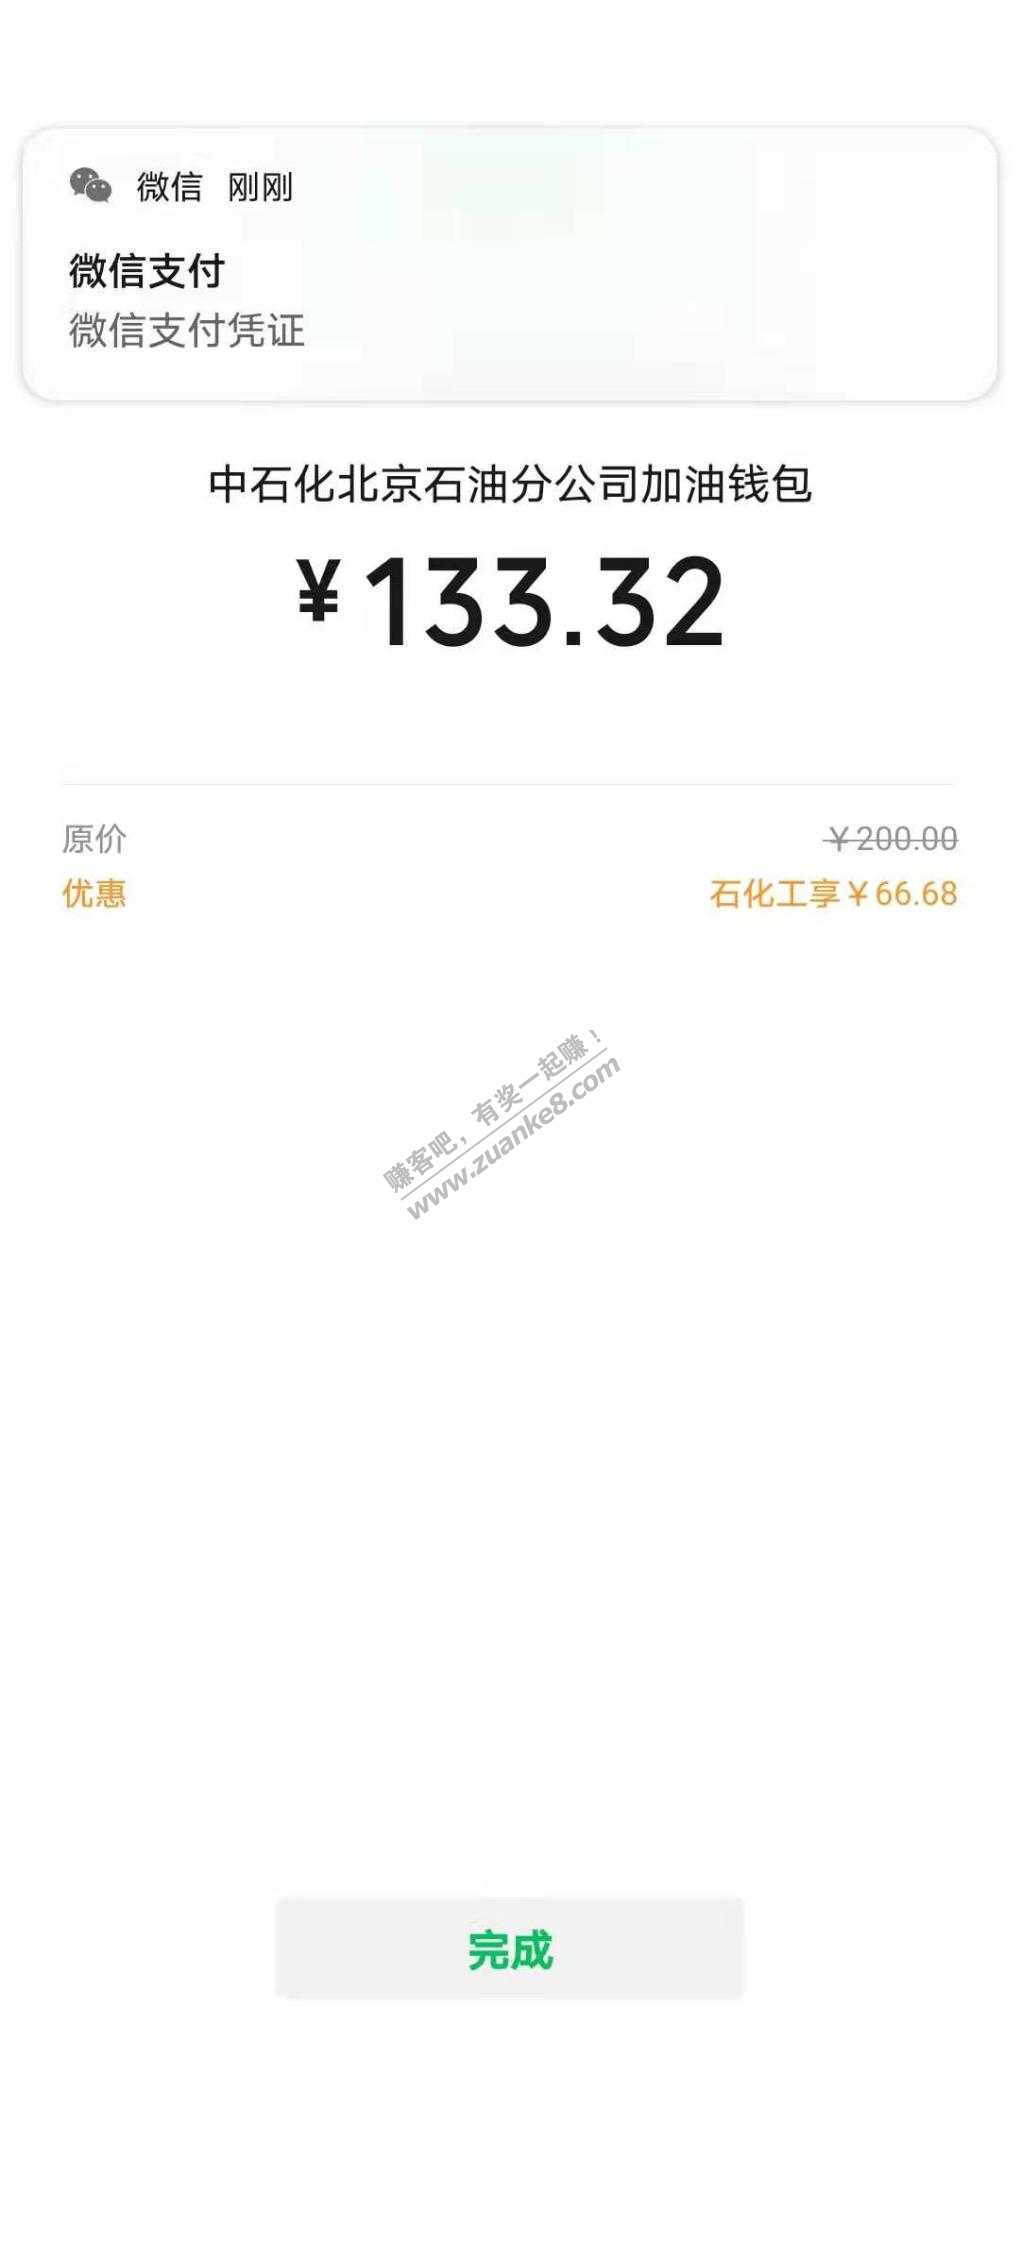 微信 刚刚
微信支付
微信支付凭证
中石化北京石油分公司加油钱包
¥133.32
原价 ￥200.00
优惠 石化工享￥66.68
赚客吧，有奖一起赚！
www.zuanke8.com
完成